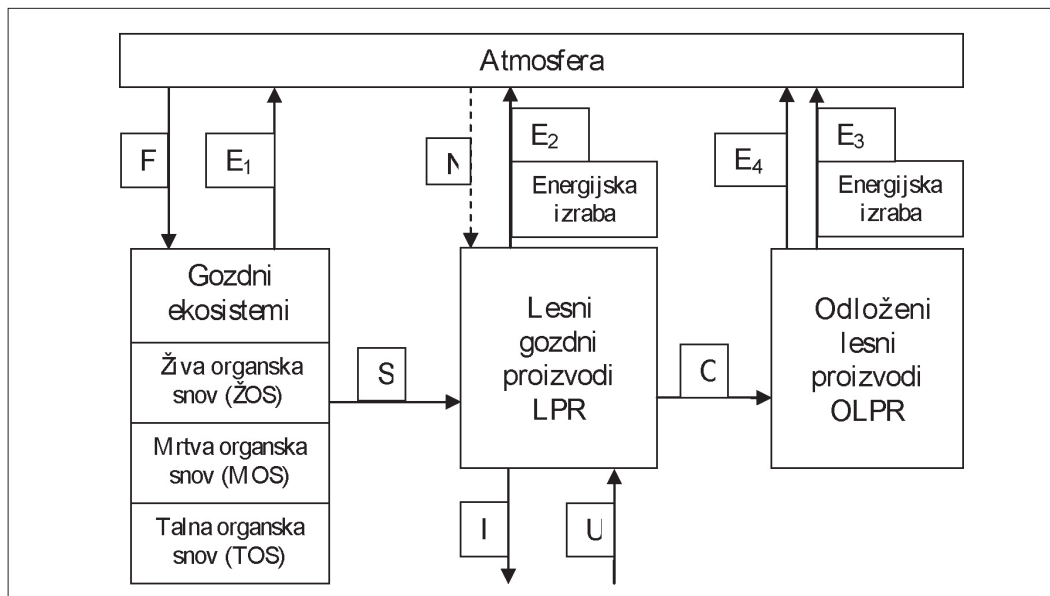 Atmosfera
F
E₁
N
E₂
Energijska
izraba
E₄
E₃
Energijska
izraba
Gozdni
ekosistemi
Živa organska
snov (ŽOS)
Mrtva organska
snov (MOS)
Talna organska
snov (TOS)
S
Lesni
gozdni
proizvodi
LPR
Odloženi
lesni
proizvodi
OLPR
I
U